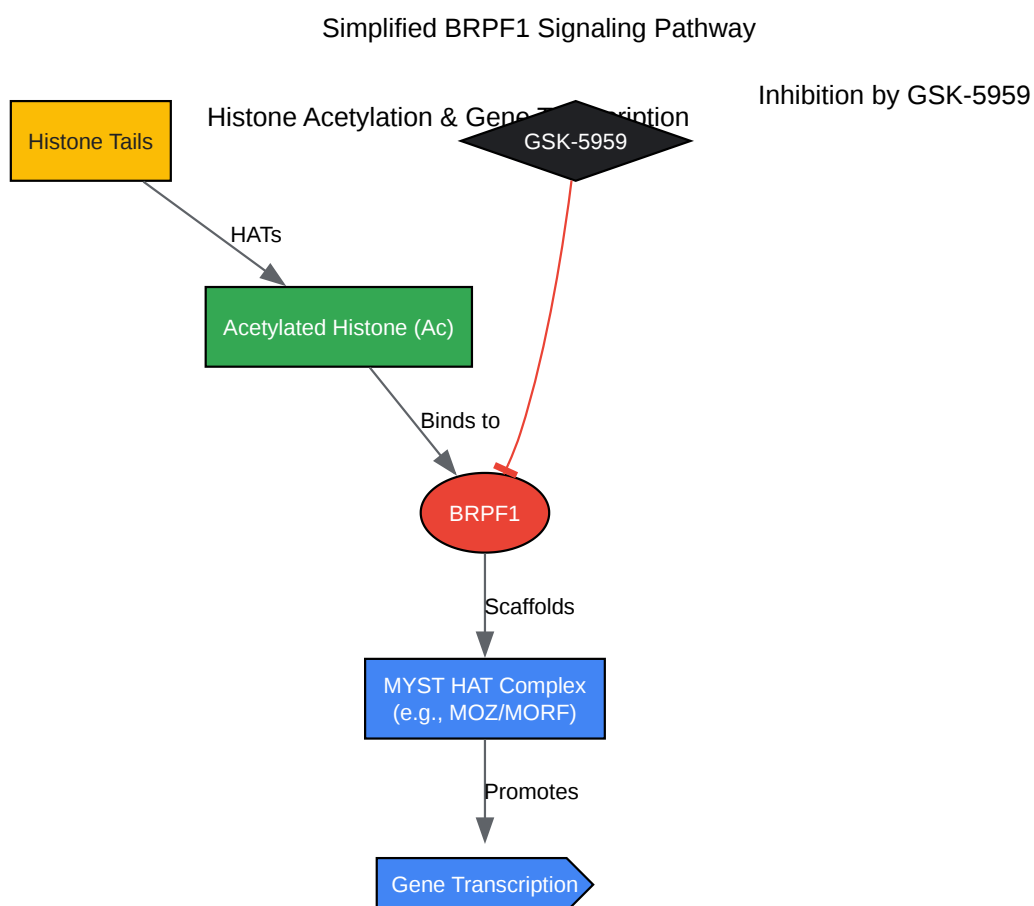 Simplified BRPF1 Signaling Pathway
Inhibition by GSK-5959
Histone Acetylation & Gene Transcription
Histone Tails
GSK-5959
HATs
Acetylated Histone (Ac)
Binds to
BRPF1
Scaffolds
MYST HAT Complex
(e.g., MOZ/MORF)
Promotes
Gene Transcription